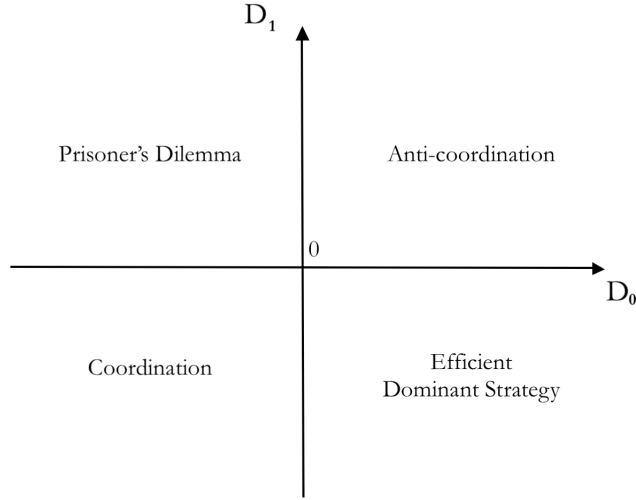 D₁
Prisoner’s Dilemma
Anti-coordination
0
D₀
Coordination
Efficient
Dominant Strategy